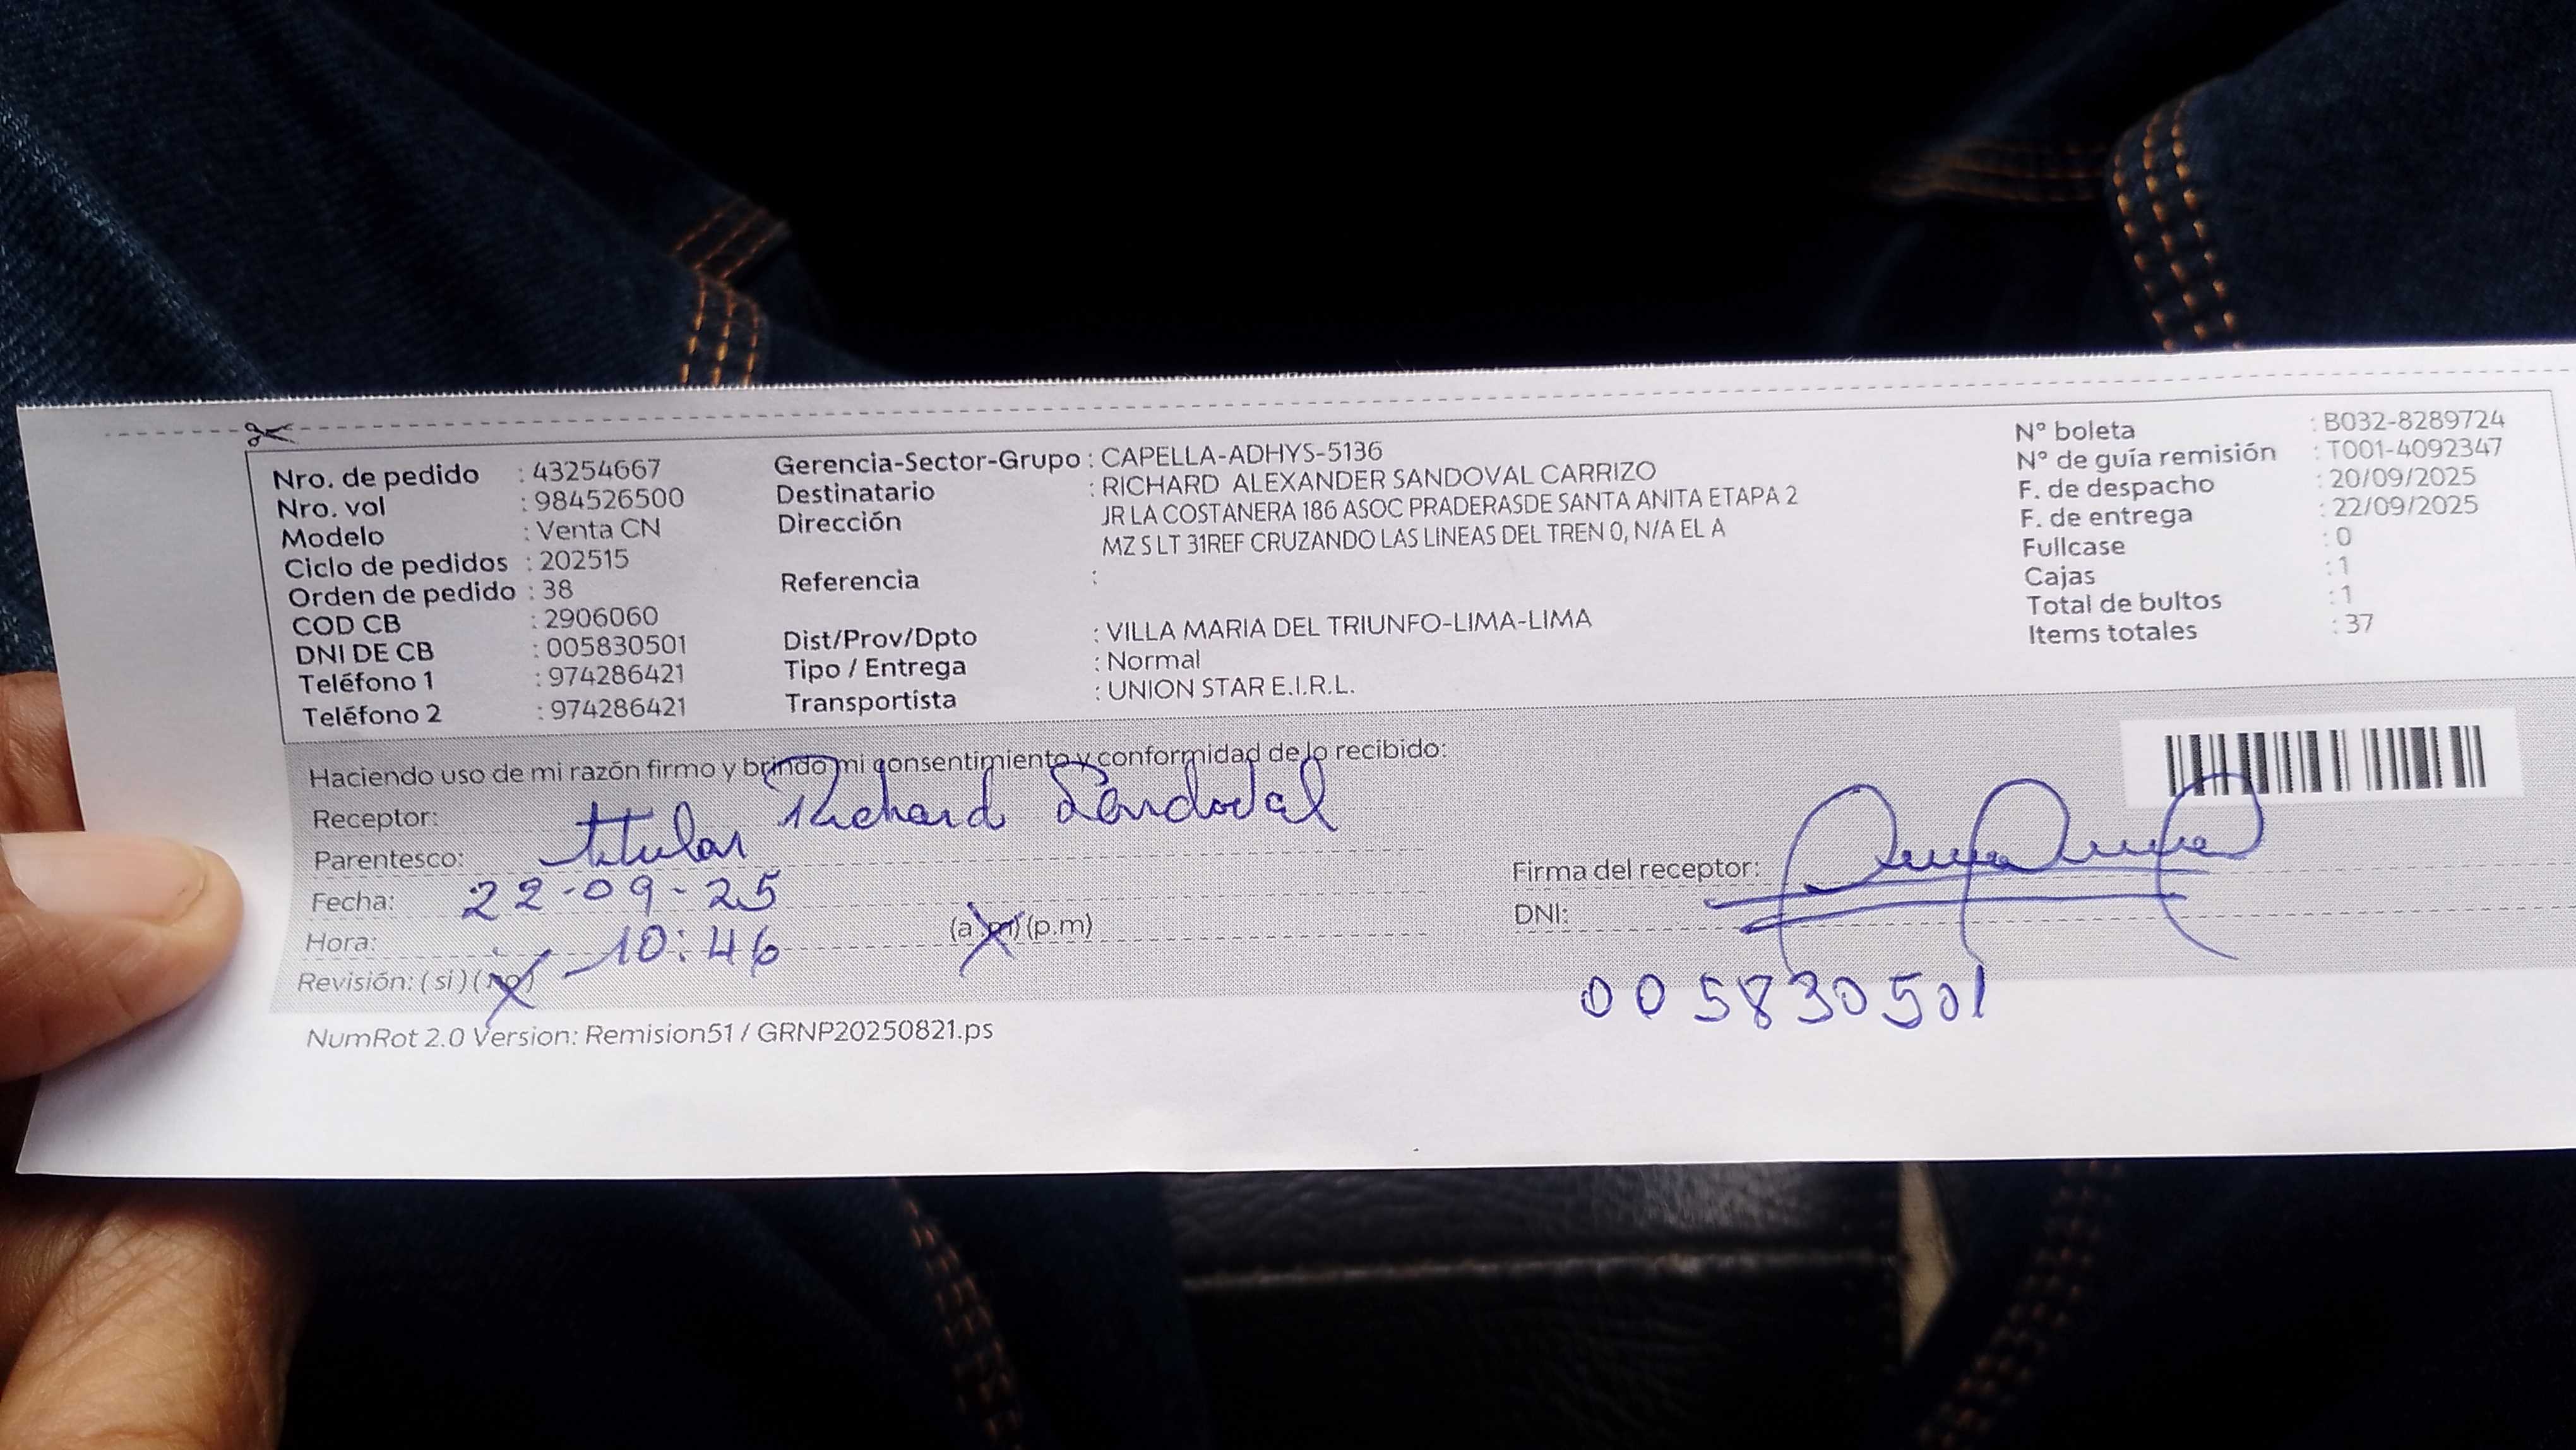 Nro. de pedido : 43254667
Nro. vol : 984526500
Modelo : Venta CN
Ciclo de pedidos : 202515
Orden de pedido : 38
COD CB : 2906060
DNI DE CB : 005830501
Teléfono 1 : 974286421
Teléfono 2 : 974286421
Gerencia-Sector-Grupo : CAPELLA-ADHYS-5136
Destinatario : RICHARD ALEXANDER SANDOVAL CARRIZO
Dirección JR LA COSTANERA 186 ASOC PRADERASDE SANTA ANITA ETAPA 2
MZ S LT 31REF CRUZANDO LAS LINEAS DEL TREN 0, N/A EL A
Referencia :
Dist/Prov/Dpto : VILLA MARIA DEL TRIUNFO-LIMA-LIMA
Tipo / Entrega : Normal
Transportista : UNION STAR E.I.R.L.
N° boleta : B032-8289724
N° de guía remisión : T001-4092347
F. de despacho : 20/09/2025
F. de entrega : 22/09/2025
Fullcase : 0
Cajas : 1
Total de bultos : 1
Items totales : 37
Haciendo uso de mi razón firmo y brindo mi consentimiento y conformidad de lo recibido:
Receptor: Richard Sandoval
Parentesco: titular
Fecha: 22-09-25
Hora: 10:46 (a.m) (p.m)
Revisión: (si) (no)
Firma del receptor:
DNI: 005830501
NumRot 2.0 Version: Remision51 / GRNP20250821.ps